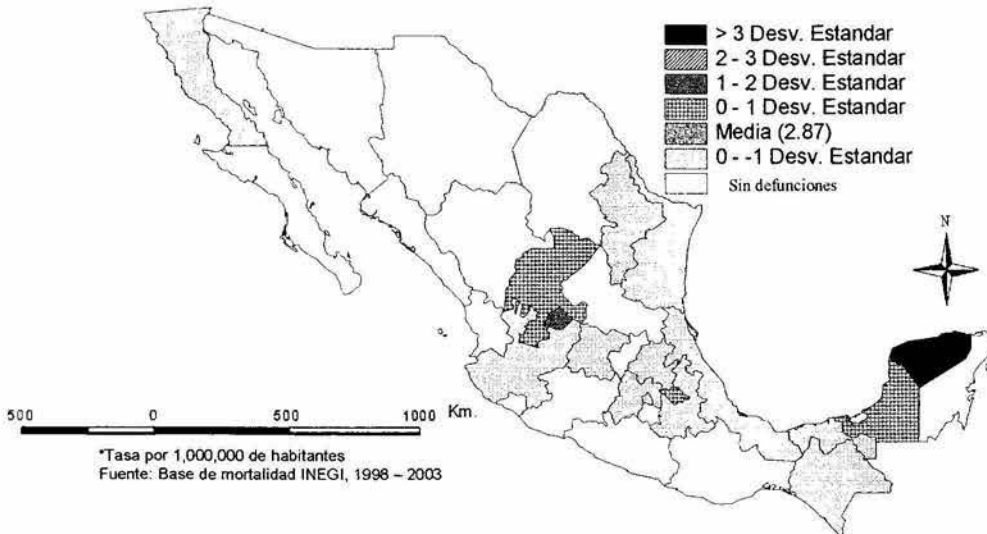 > 3 Desv. Estandar
2 - 3 Desv. Estandar
1 - 2 Desv. Estandar
0 - 1 Desv. Estandar
Media (2.87)
0 - -1 Desv. Estandar
Sin defunciones
N
500 0 500 1000 Km.
*Tasa por 1,000,000 de habitantes
Fuente: Base de mortalidad INEGI, 1998 – 2003